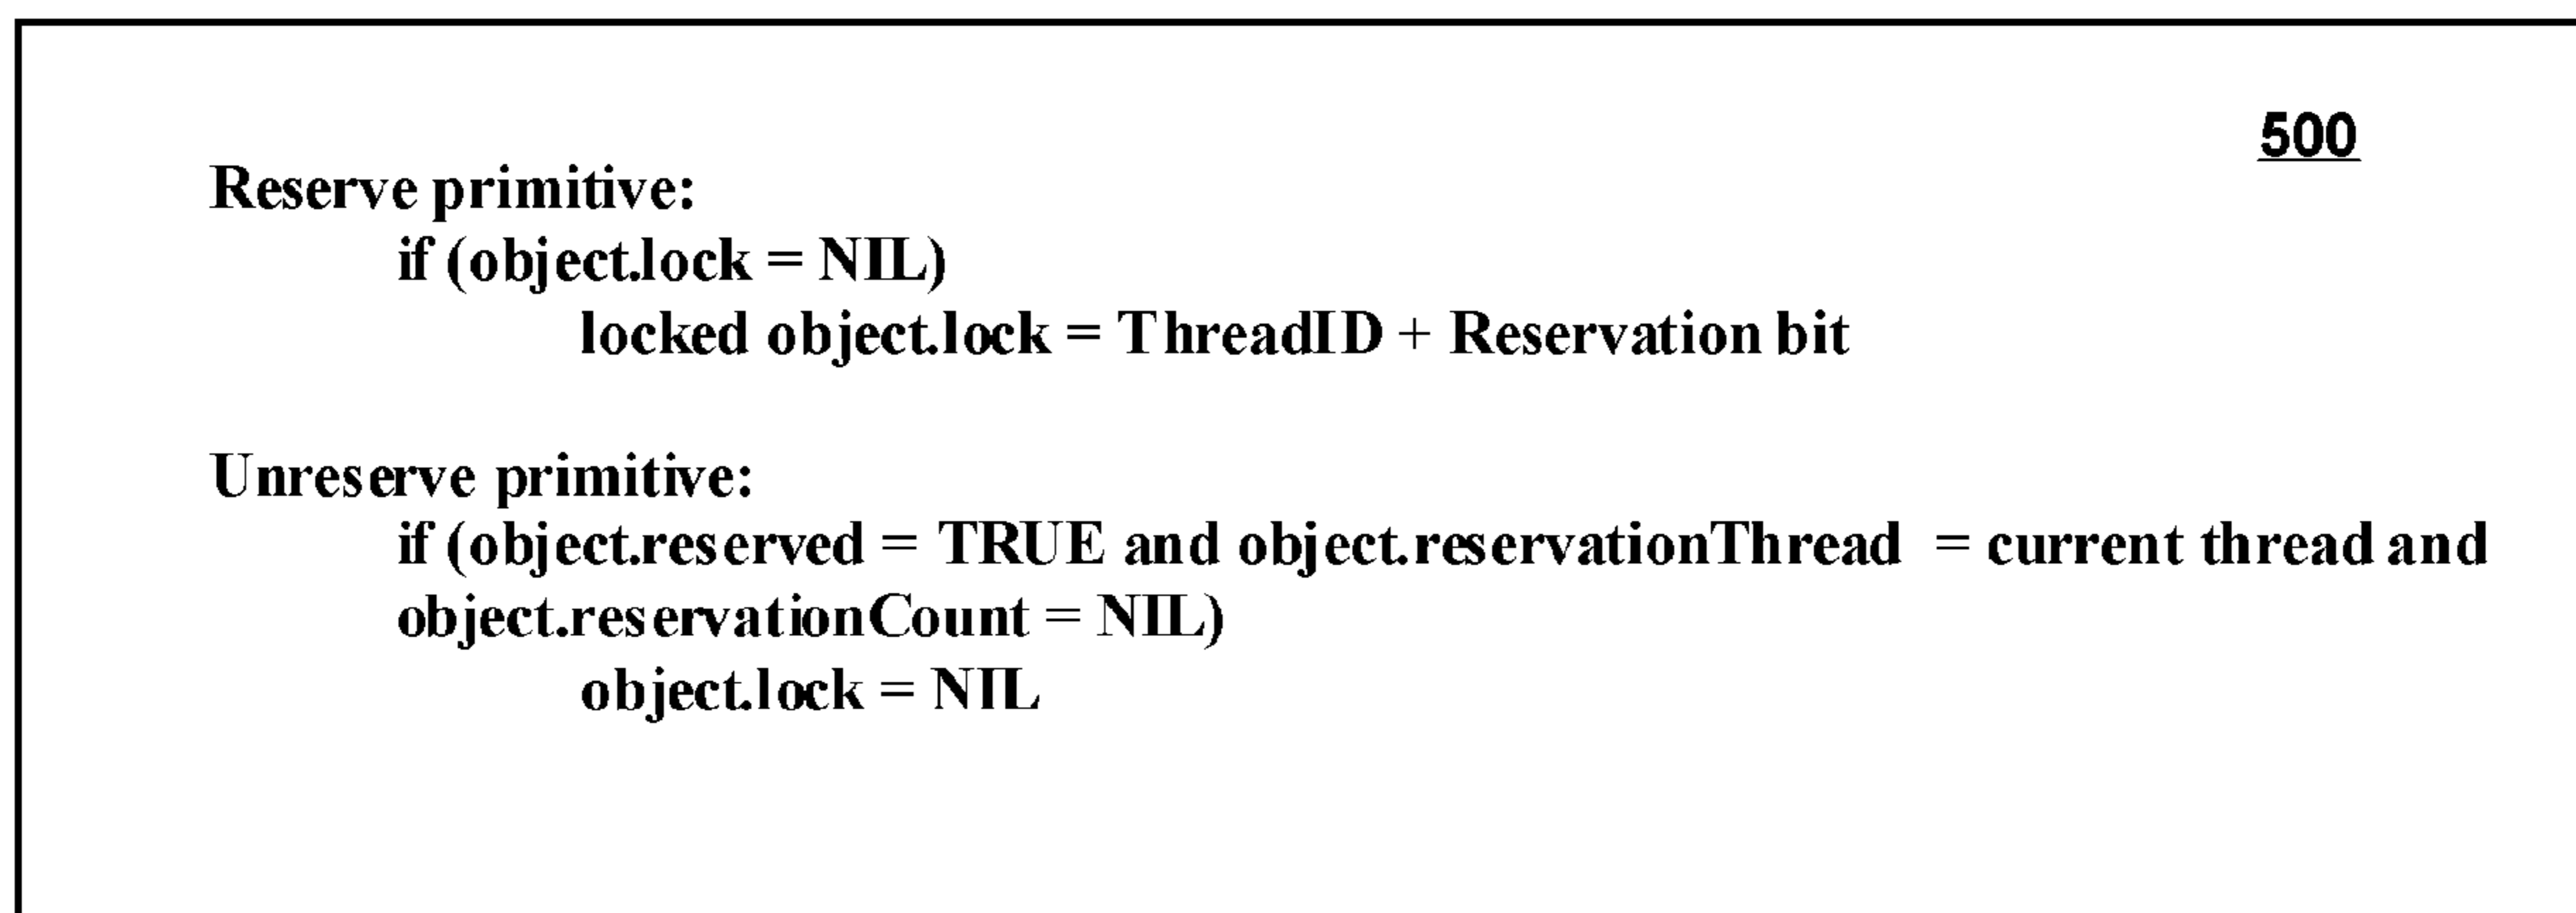 500
Reserve primitive:
if (object.lock = NIL)
locked object.lock = ThreadID + Reservation bit
Unreserve primitive:
if (object.reserved = TRUE and object.reservationThread = current thread and
object.reservationCount = NIL)
object.lock = NIL